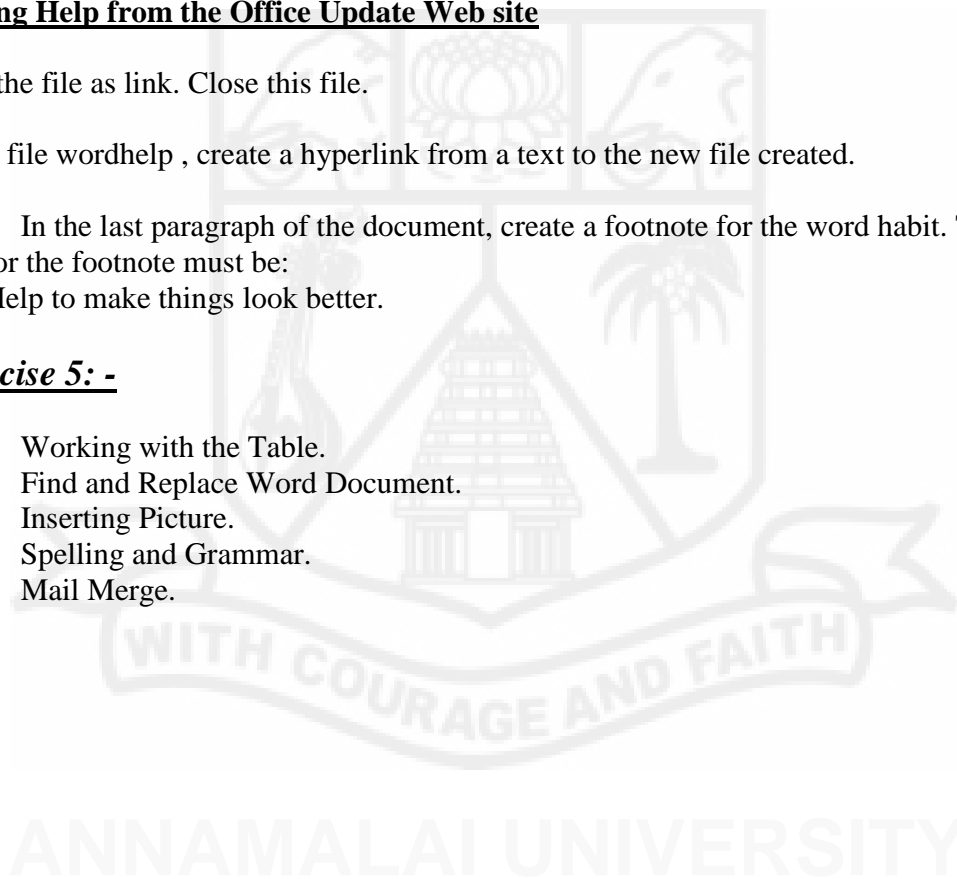 ng Help from the Office Update Web site
the file as link. Close this file.
file wordhelp , create a hyperlink from a text to the new file created.
In the last paragraph of the document, create a footnote for the word habit.
or the footnote must be:
Help to make things look better.
cise 5: -
Working with the Table.
Find and Replace Word Document.
Inserting Picture.
Spelling and Grammar.
Mail Merge.
WITH COURAGE AND FAITH
ANNAMALAI UNIVERSITY